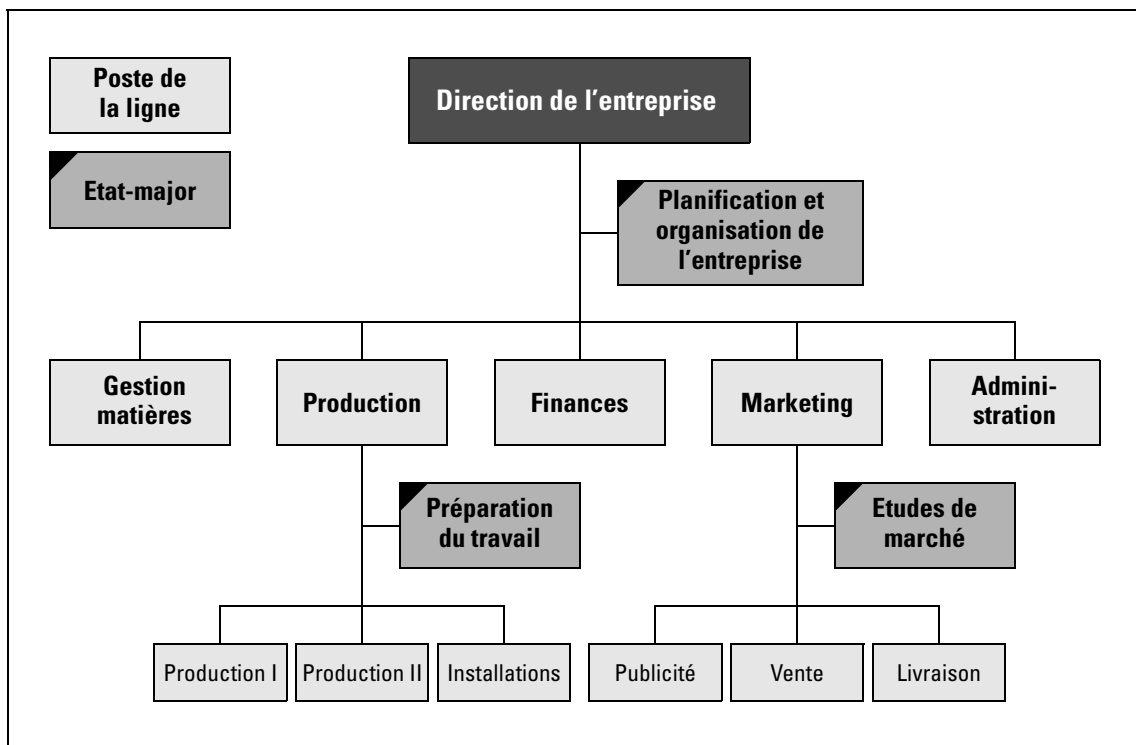 Poste de
la ligne
Etat-major
Direction de l’entreprise
Planification et
organisation de
l’entreprise
Gestion
matières
Production
Finances
Marketing
Admini-
stration
Préparation
du travail
Etudes de
marché
Production I
Production II
Installations
Publicité
Vente
Livraison